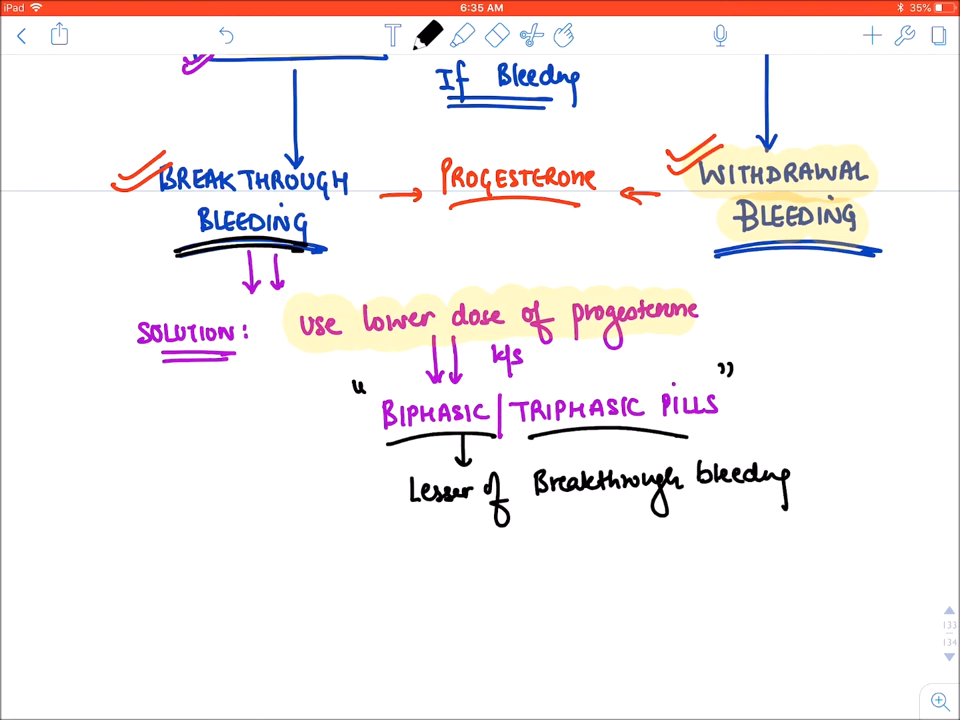 iPad 6:35 AM 35%
T
If Bleeding
BREAKTHROUGH BLEEDING
→ PROGESTERONE ←
WITHDRAWAL BLEEDING
SOLUTION: use lower dose of progesterone
k/s
"BIPHASIC | TRIPHASIC PILLS"
Lesser of Breakthrough bleeding
133
134